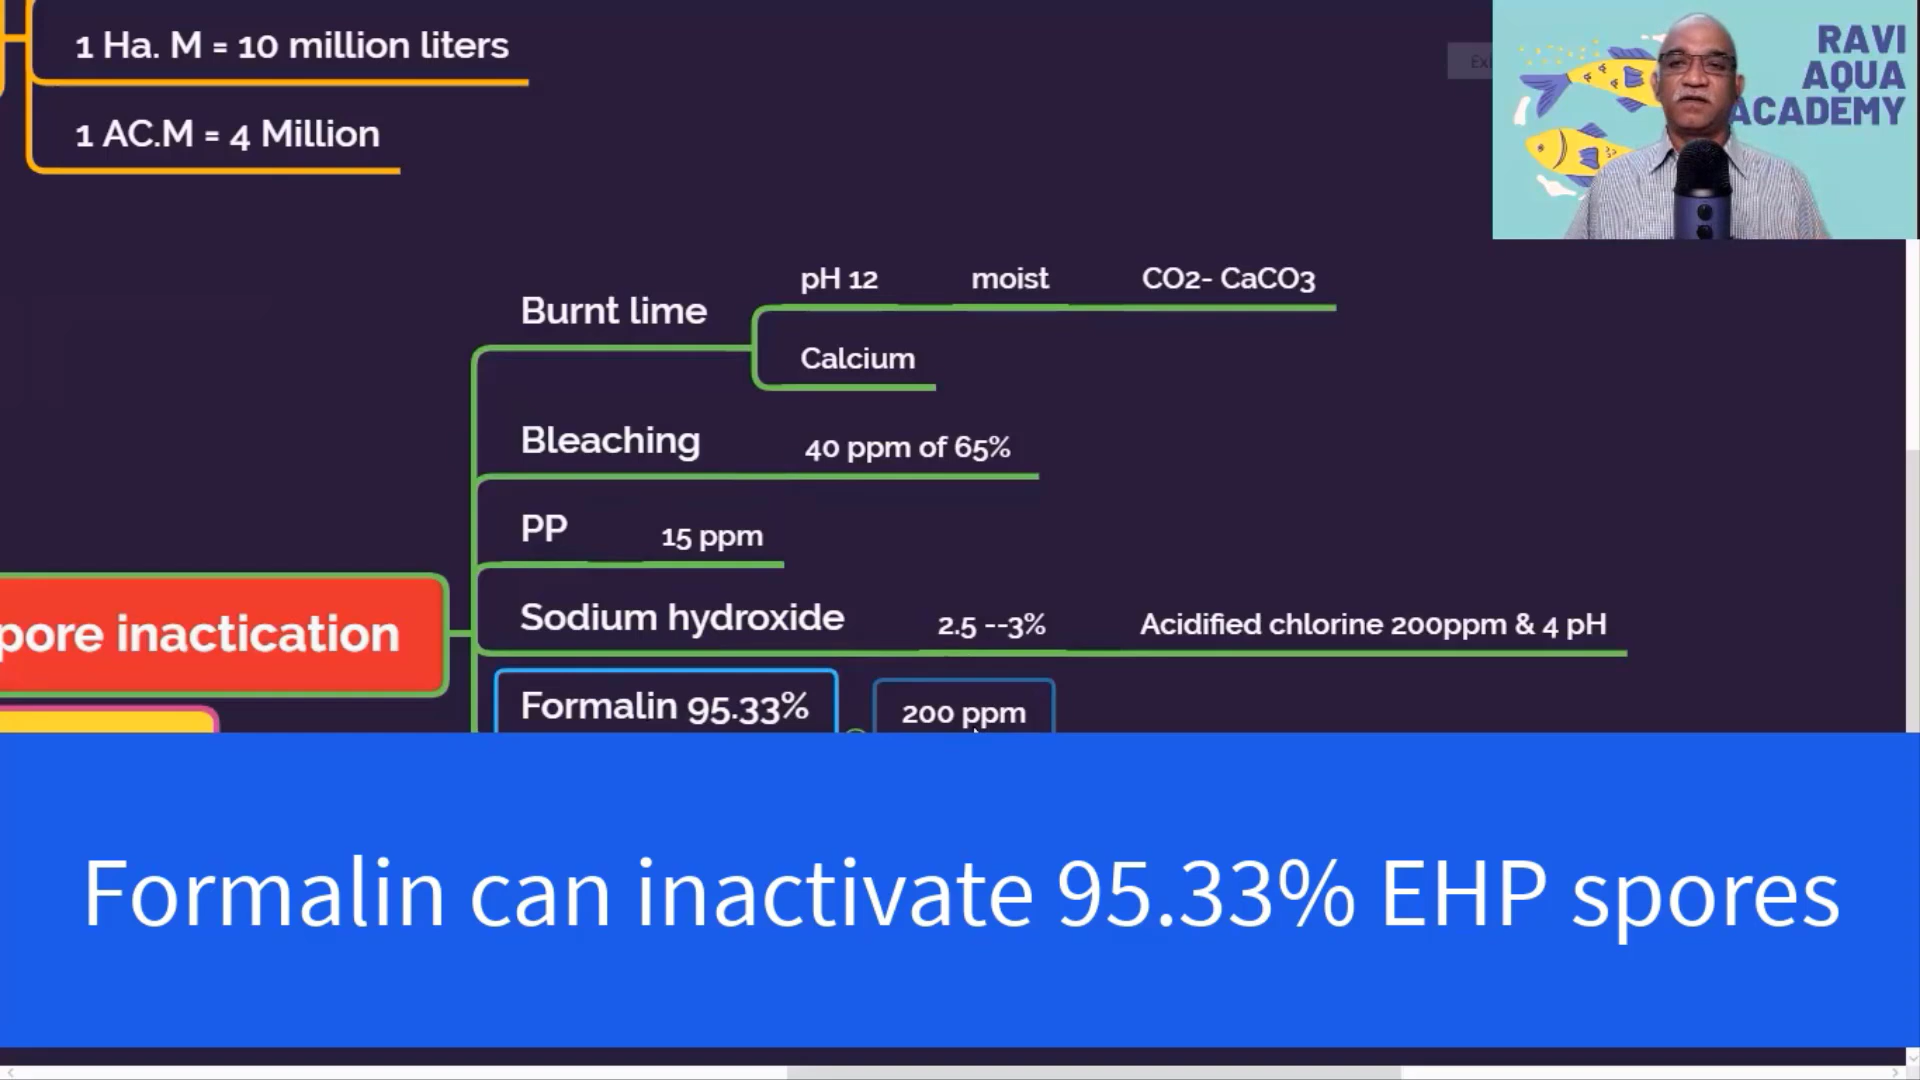 1 Ha. M = 10 million liters
1 AC.M = 4 Million
RAVI
AQUA
ACADEMY
pH 12 moist CO2- CaCO3
Burnt lime
Calcium
Bleaching 40 ppm of 65%
PP 15 ppm
Sodium hydroxide 2.5 --3% Acidified chlorine 200ppm & 4 pH
pore inactication
Formalin 95.33% 200 ppm
Formalin can inactivate 95.33% EHP spores